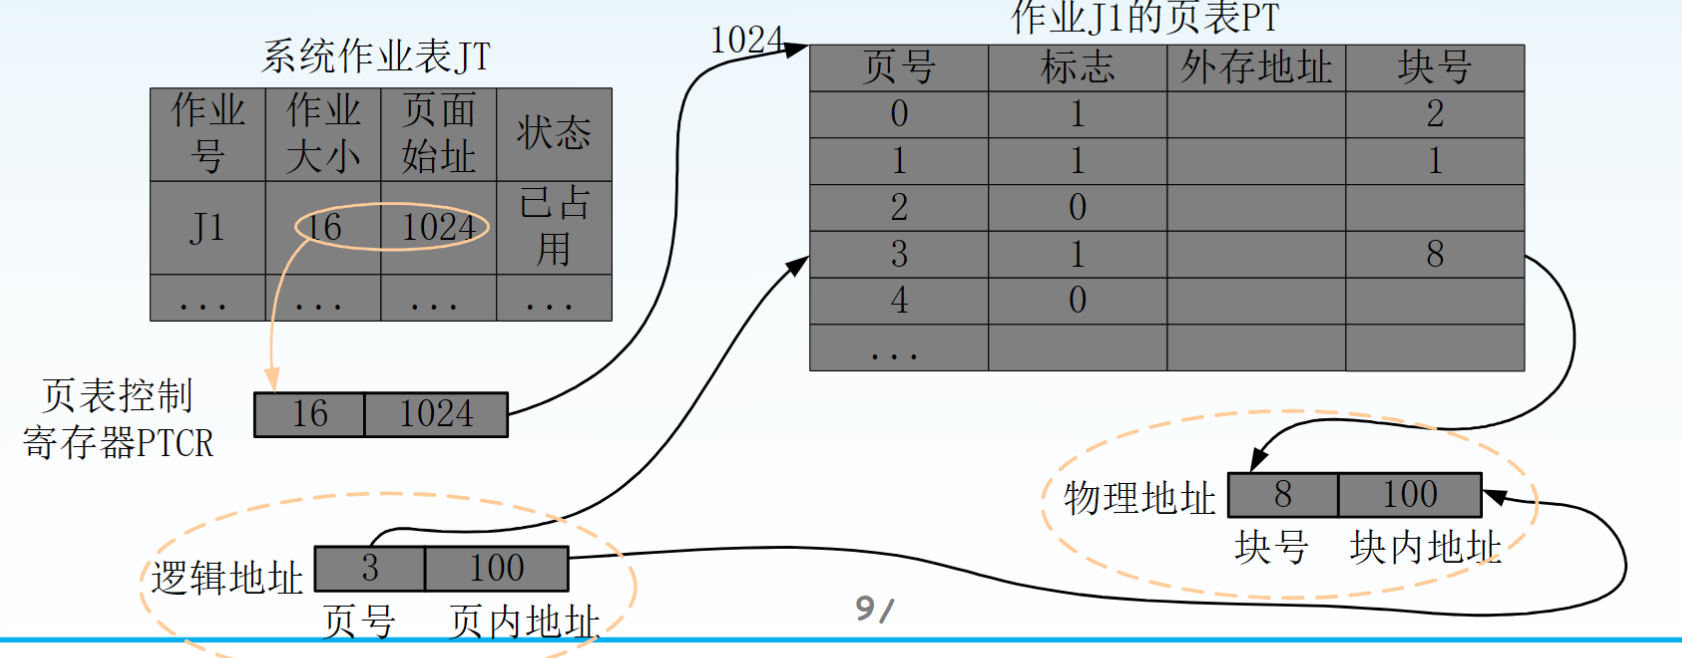 作业J1的页表PT
1024
系统作业表JT
页号 标志 外存地址 块号
0 1 2
1 1 1
2 0
3 1 8
4 0
...
作业号 作业大小 页面始址 状态
J1 16 1024 已占用
... ... ... ...
页表控制
寄存器PTCR
16 1024
物理地址 8 100
块号 块内地址
逻辑地址 3 100
页号 页内地址
9/